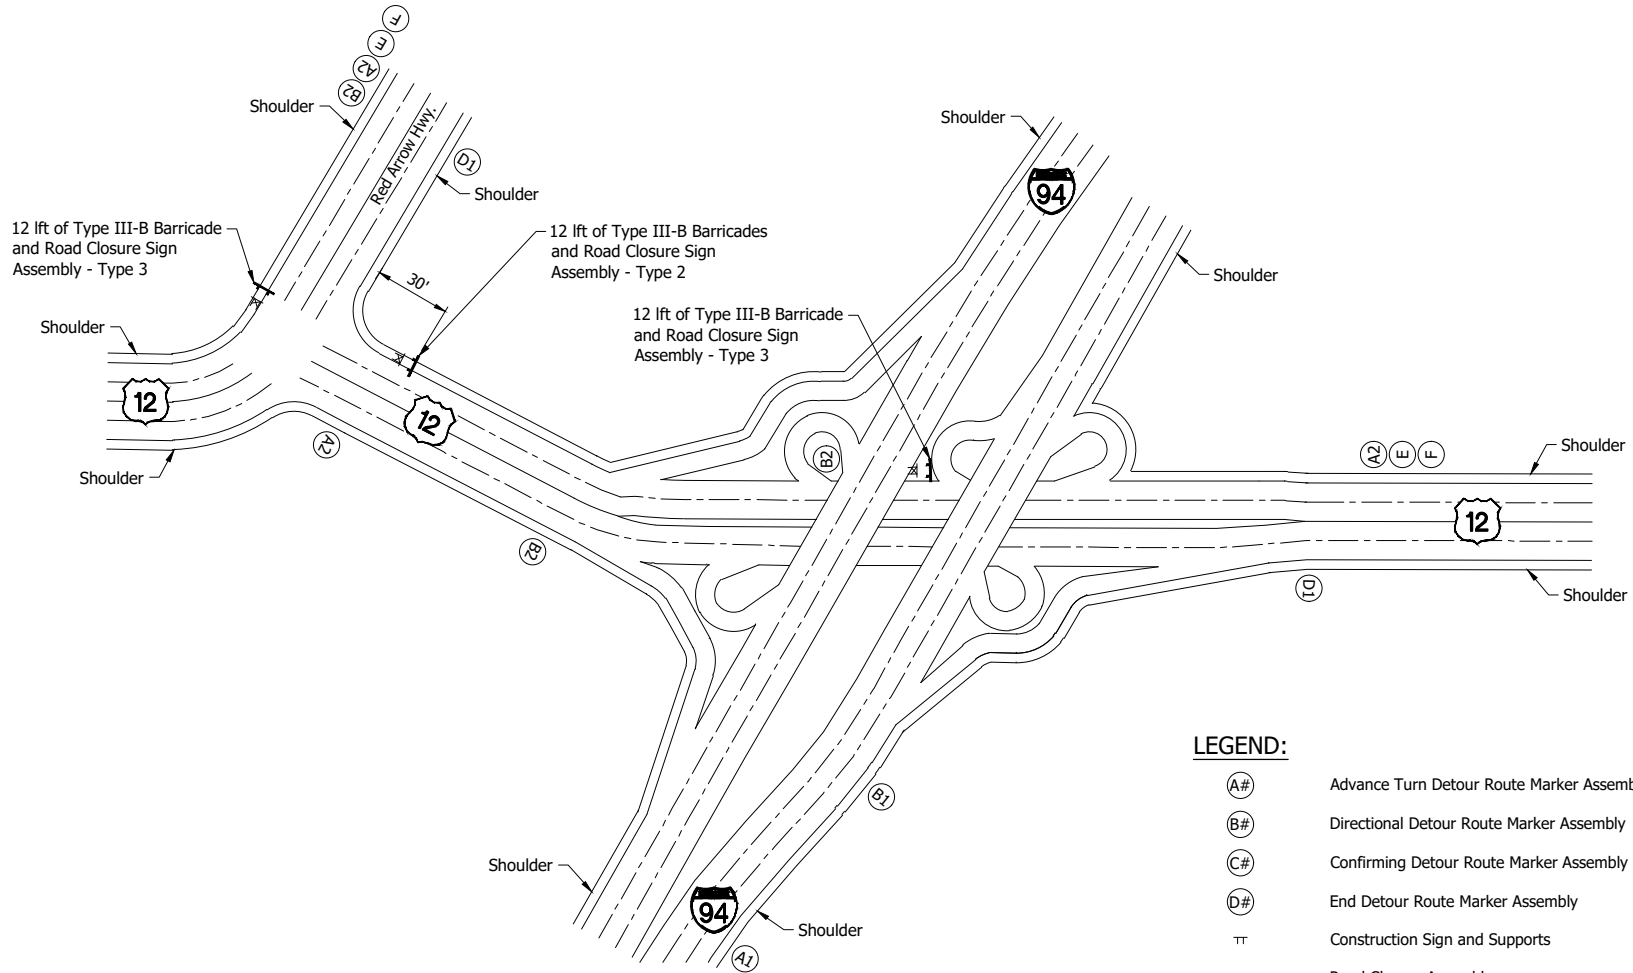 F
E
A2
B2
Shoulder
Red Arrow Hwy.
D1
Shoulder
Shoulder
94
12 lft of Type III-B Barricade
and Road Closure Sign
Assembly - Type 3
12 lft of Type III-B Barricades
and Road Closure Sign
Assembly - Type 2
30'
Shoulder
12 lft of Type III-B Barricade
and Road Closure Sign
Assembly - Type 3
Shoulder
12
12
A2
Shoulder
B2
B2
A2 E F
Shoulder
12
D1
Shoulder
B1
Shoulder
94
Shoulder
A1
LEGEND:
A# Advance Turn Detour Route Marker
B# Directional Detour Route Marker Assembly
C# Confirming Detour Route Marker Assembly
D# End Detour Route Marker Assembly
Construction Sign and Supports